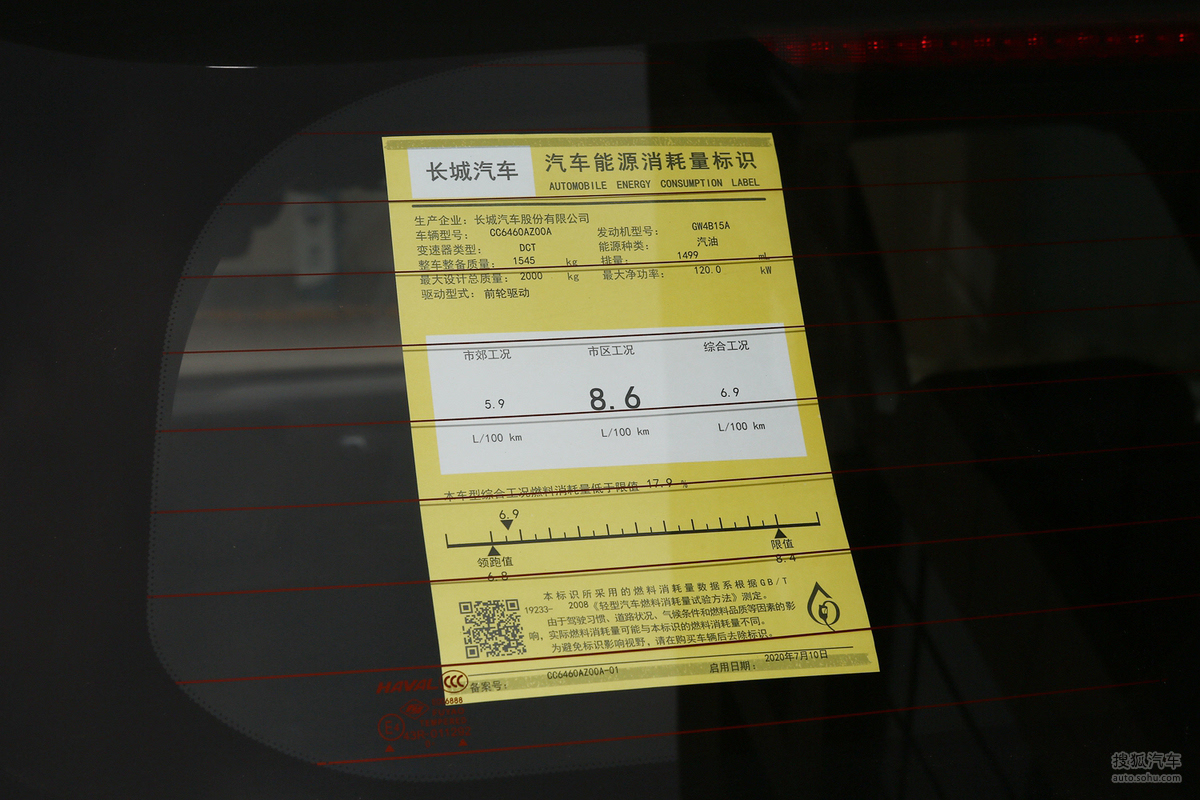 长城汽车
汽车能源消耗量标识
AUTOMOBILE ENERGY CONSUMPTION LABEL
生产企业：长城汽车股份有限公司
车辆型号： CC6460AZ00A 发动机型号： GW4B15A
变速器类型： DCT 能源种类： 汽油
整车整备质量： 1545 kg 排量： 1499 mL
最大设计总质量： 2000 kg 最大净功率： 120.0 kW
驱动型式： 前轮驱动
市郊工况 市区工况 综合工况
5.9 8.6 6.9
L/100 km L/100 km L/100 km
本车型综合工况燃料消耗量低于限值 17.9 %
6.9
领跑值 限值
6.8 8.4
本标识所采用的燃料消耗量数据系根据GB/T
19233- 2008《轻型汽车燃料消耗量试验方法》测定。
由于驾驶习惯、道路状况、气候条件和燃料品质等因素的影
响，实际燃料消耗量可能与本标识的燃料消耗量不同。
为避免标识影响视野，请在购买车辆后去除标识。
备案号： CC6460AZ00A-01 启用日期： 2020年7月10日
HAVAL
CCC
搜狐汽车
auto.sohu.com